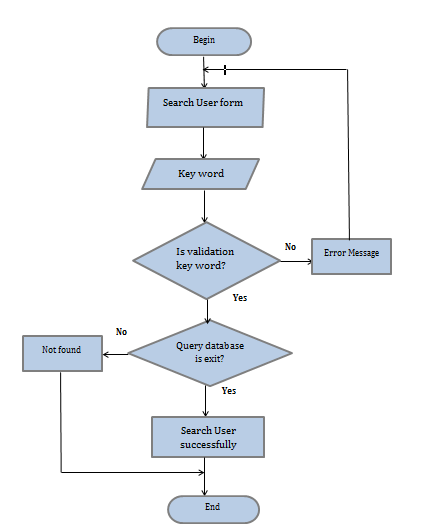 Begin
Search User form
Key word
Is validation
key word?
No
Error Message
Yes
No
Query database
is exit?
Not found
Yes
Search User
successfully
End